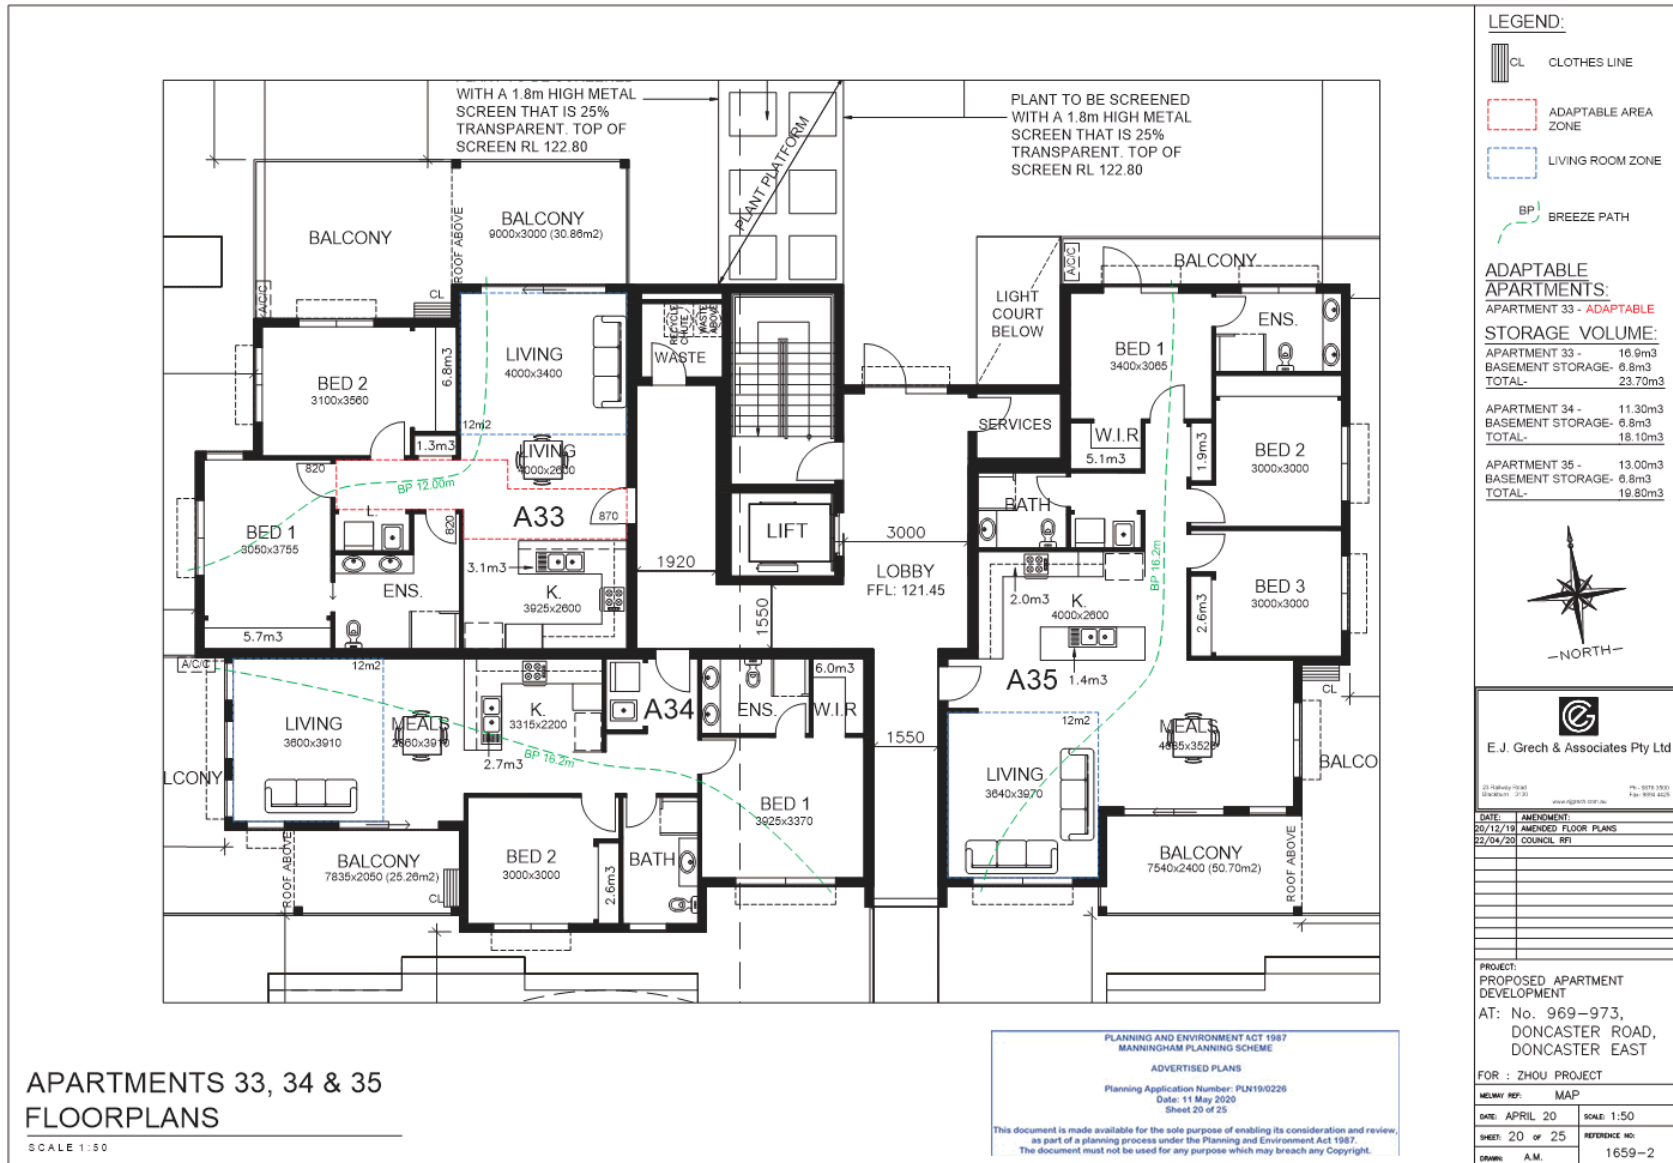 WITH A 1.8m HIGH METAL
SCREEN THAT IS 25%
TRANSPARENT. TOP OF
SCREEN RL 122.80
PLANT PLATFORM
PLANT TO BE SCREENED
WITH A 1.8m HIGH METAL
SCREEN THAT IS 25%
TRANSPARENT. TOP OF
SCREEN RL 122.80
BALCONY
ROOF ABOVE
BALCONY
9000x3000 (30.86m2)
A/C/C
CL
LIVING
4000x3400
12m2
BED 2
3100x3560
6.8m3
1.3m3
LIVING
4000x2600
820
BP 12.00m
L.
820
A33
870
BED 1
3050x3755
5.7m3
ENS.
3.1m3
K.
3925x2600
RECYCLE
CHUTE
WASTE
ABOVE
WASTE
LIFT
1920
3000
LOBBY
FFL: 121.45
1550
1550
SERVICES
LIGHT
COURT
BELOW
A/C/C
BALCONY
BED 1
3400x3065
ENS.
W.I.R
5.1m3
1.9m3
BED 2
3000x3000
BATH
BED 3
3000x3000
2.6m3
2.0m3
K.
4000x2600
BP 16.2m
1.4m3
A35
12m2
LIVING
3640x3970
MEALS
CL
BALCO
BALCONY
7540x2400 (50.70m2)
ROOF ABOVE
A/C/C
12m2
LIVING
3600x3910
MEALS
2860x3910
K.
3315x2200
2.7m3
BP 16.2m
A34
ENS.
6.0m3
W.I.R
BED 1
3925x3370
LCONY
ROOF ABOVE
BALCONY
7835x2050 (25.26m2)
CL
BED 2
3000x3000
2.6m3
BATH
APARTMENTS 33, 34 & 35
FLOORPLANS
SCALE 1:50
PLANNING AND ENVIRONMENT ACT 1987
MANNINGHAM PLANNING SCHEME
ADVERTISED PLANS
Planning Application Number: PLN19/0226
Date: 11 May 2020
Sheet 20 of 25
This document is made available for the sole purpose of enabling its consideration and review,
as part of a planning process under the Planning and Environment Act 1987.
The document must not be used for any purpose which may breach any Copyright.
LEGEND:
CL CLOTHES LINE
ADAPTABLE AREA
ZONE
LIVING ROOM ZONE
BP BREEZE PATH
ADAPTABLE
APARTMENTS:
APARTMENT 33 - ADAPTABLE
STORAGE VOLUME:
APARTMENT 33 - 16.9m3
BASEMENT STORAGE- 6.8m3
TOTAL- 23.70m3
APARTMENT 34 - 11.30m3
BASEMENT STORAGE- 6.8m3
TOTAL- 18.10m3
APARTMENT 35 - 13.00m3
BASEMENT STORAGE- 6.8m3
TOTAL- 19.80m3
NORTH
E.J. Grech & Associates Pty Ltd
DATE: AMENDMENT:
20/12/19 AMENDED FLOOR PLANS
22/04/20 COUNCIL RFI
PROJECT:
PROPOSED APARTMENT
DEVELOPMENT
AT: No. 969-973,
DONCASTER ROAD,
DONCASTER EAST
FOR : ZHOU PROJECT
MELWAY REF: MAP
DATE: APRIL 20 SCALE: 1:50
SHEET: 20 OF 25 REFERENCE NO:
DRAWN: A.M. 1659-2